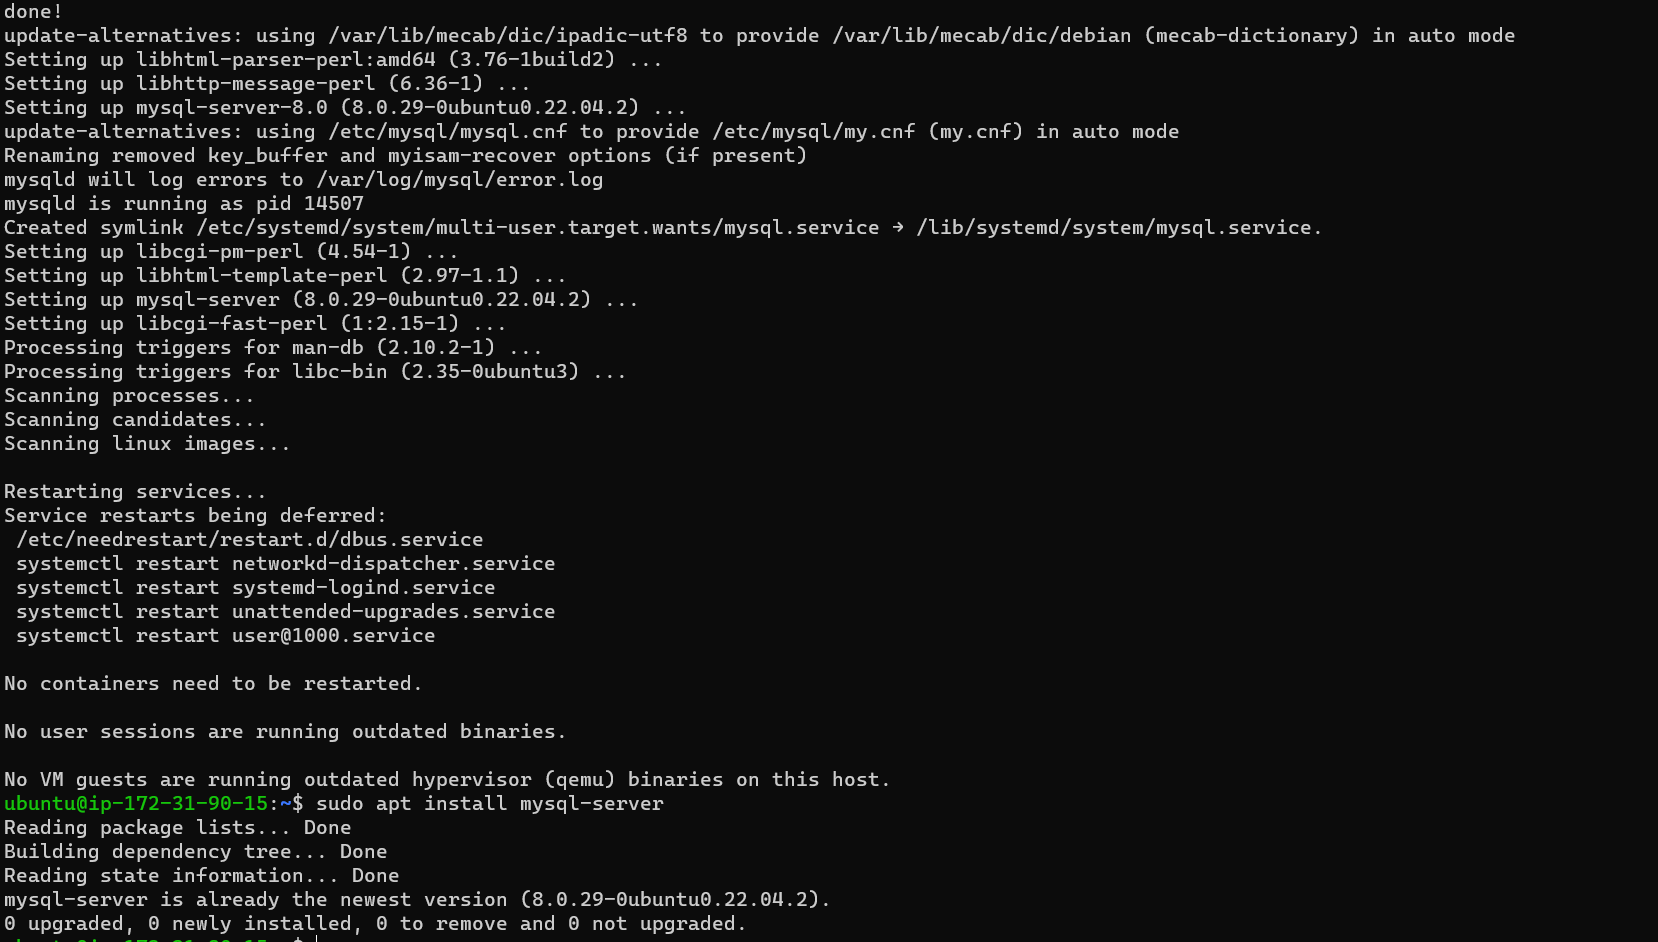 done!
update-alternatives: using /var/lib/mecab/dic/ipadic-utf8 to provide /var/lib/mecab/dic/debian (mecab-dictionary) in auto mode
Setting up libhtml-parser-perl:amd64 (3.76-1build2) ...
Setting up libhttp-message-perl (6.36-1) ...
Setting up mysql-server-8.0 (8.0.29-0ubuntu0.22.04.2) ...
update-alternatives: using /etc/mysql/mysql.cnf to provide /etc/mysql/my.cnf (my.cnf) in auto mode
Renaming removed key_buffer and myisam-recover options (if present)
mysqld will log errors to /var/log/mysql/error.log
mysqld is running as pid 14507
Created symlink /etc/systemd/system/multi-user.target.wants/mysql.service → /lib/systemd/system/mysql.service.
Setting up libcgi-pm-perl (4.54-1) ...
Setting up libhtml-template-perl (2.97-1.1) ...
Setting up mysql-server (8.0.29-0ubuntu0.22.04.2) ...
Setting up libcgi-fast-perl (1:2.15-1) ...
Processing triggers for man-db (2.10.2-1) ...
Processing triggers for libc-bin (2.35-0ubuntu3) ...
Scanning processes...
Scanning candidates...
Scanning linux images...
Restarting services...
Service restarts being deferred:
 /etc/needrestart/restart.d/dbus.service
 systemctl restart networkd-dispatcher.service
 systemctl restart systemd-logind.service
 systemctl restart unattended-upgrades.service
 systemctl restart user@1000.service
No containers need to be restarted.
No user sessions are running outdated binaries.
No VM guests are running outdated hypervisor (qemu) binaries on this host.
ubuntu@ip-172-31-90-15:~$ sudo apt install mysql-server
Reading package lists... Done
Building dependency tree... Done
Reading state information... Done
mysql-server is already the newest version (8.0.29-0ubuntu0.22.04.2).
0 upgraded, 0 newly installed, 0 to remove and 0 not upgraded.